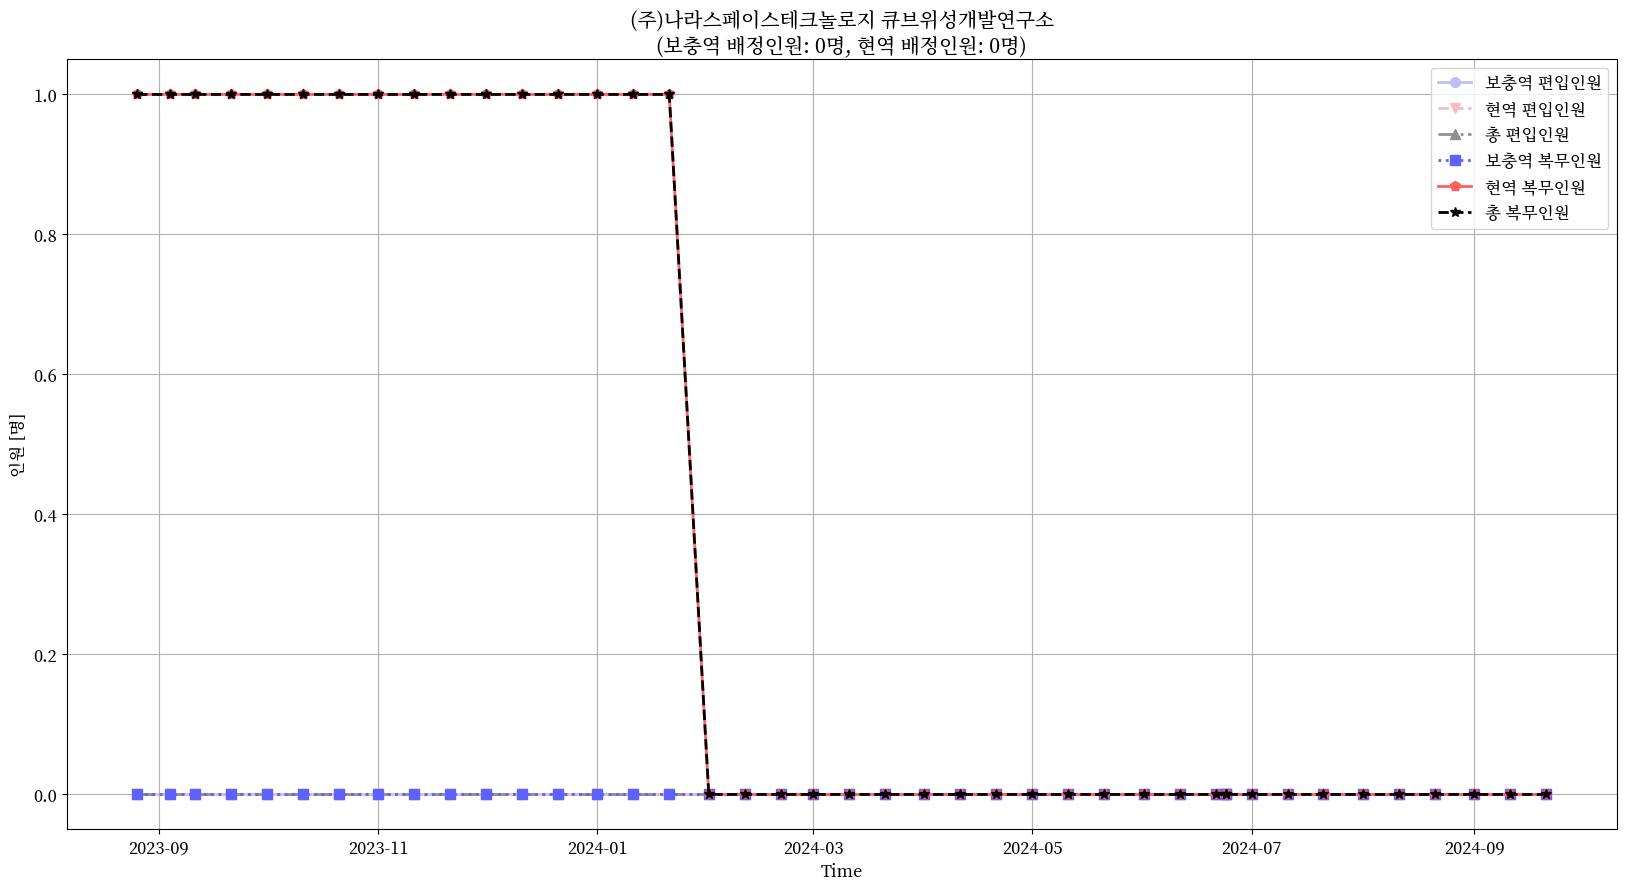 (주)나라스페이스테크놀로지 큐브위성개발연구소
(보충역 배정인원: 0명, 현역 배정인원: 0명)
보충역 편입인원
현역 편입인원
총 편입인원
보충역 복무인원
현역 복무인원
총 복무인원
인원 [명]
1.0
0.8
0.6
0.4
0.2
0.0
2023-09 2023-11 2024-01 2024-03 2024-05 2024-07 2024-09
Time